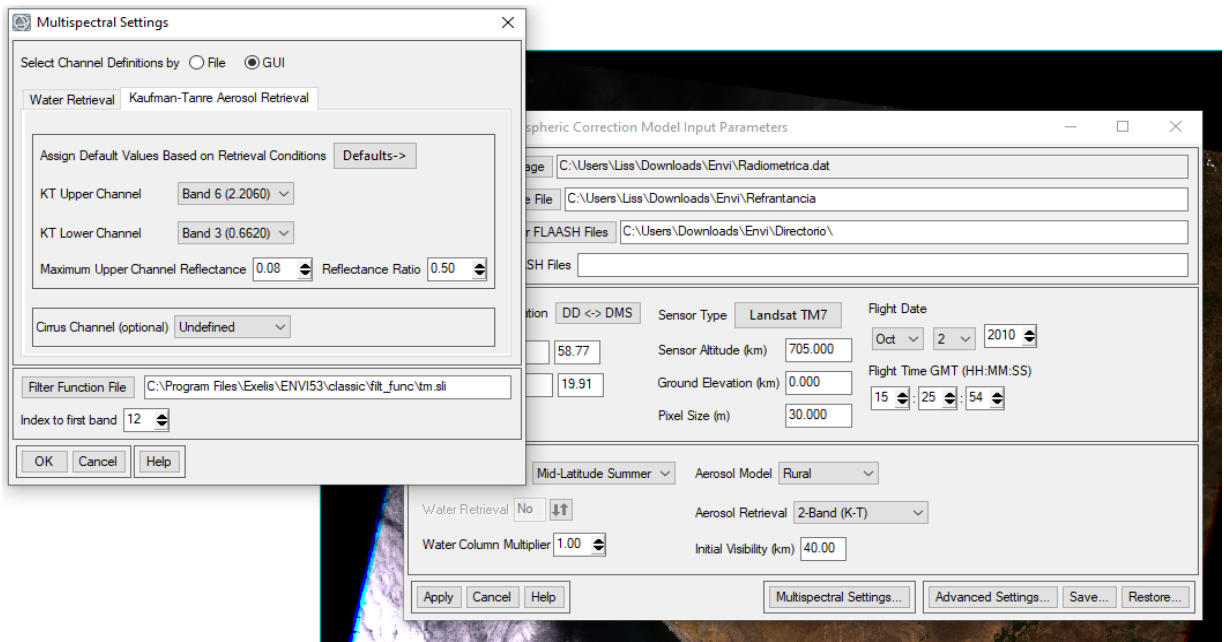 Multispectral Settings
Select Channel Definitions by File GUI
Water Retrieval Kaufman-Tanre Aerosol Retrieval
Assign Default Values Based on Retrieval Conditions Defaults->
KT Upper Channel Band 6 (2.2060)
KT Lower Channel Band 3 (0.6620)
Maximum Upper Channel Reflectance 0.08 Reflectance Ratio 0.50
Cirrus Channel (optional) Undefined
Filter Function File C:\Program Files\Exelis\ENVI53\classic\filt_func\tm.sli
Index to first band 12
OK Cancel Help
spheric Correction Model Input Parameters
age C:\Users\Liss\Downloads\Envi\Radiometrica.dat
e File C:\Users\Liss\Downloads\Envi\Refrantancia
r FLAASH Files C:\Users\Downloads\Envi\Directorio\
SH Files
tion DD <-> DMS Sensor Type Landsat TM7 Flight Date
58.77 Sensor Altitude (km) 705.000 Oct 2 2010
19.91 Ground Elevation (km) 0.000 Flight Time GMT (HH:MM:SS)
Pixel Size (m) 30.000 15 : 25 : 54
Mid-Latitude Summer Aerosol Model Rural
Water Retrieval No Aerosol Retrieval 2-Band (K-T)
Water Column Multiplier 1.00 Initial Visibility (km) 40.00
Apply Cancel Help Multispectral Settings... Advanced Settings... Save... Restore...